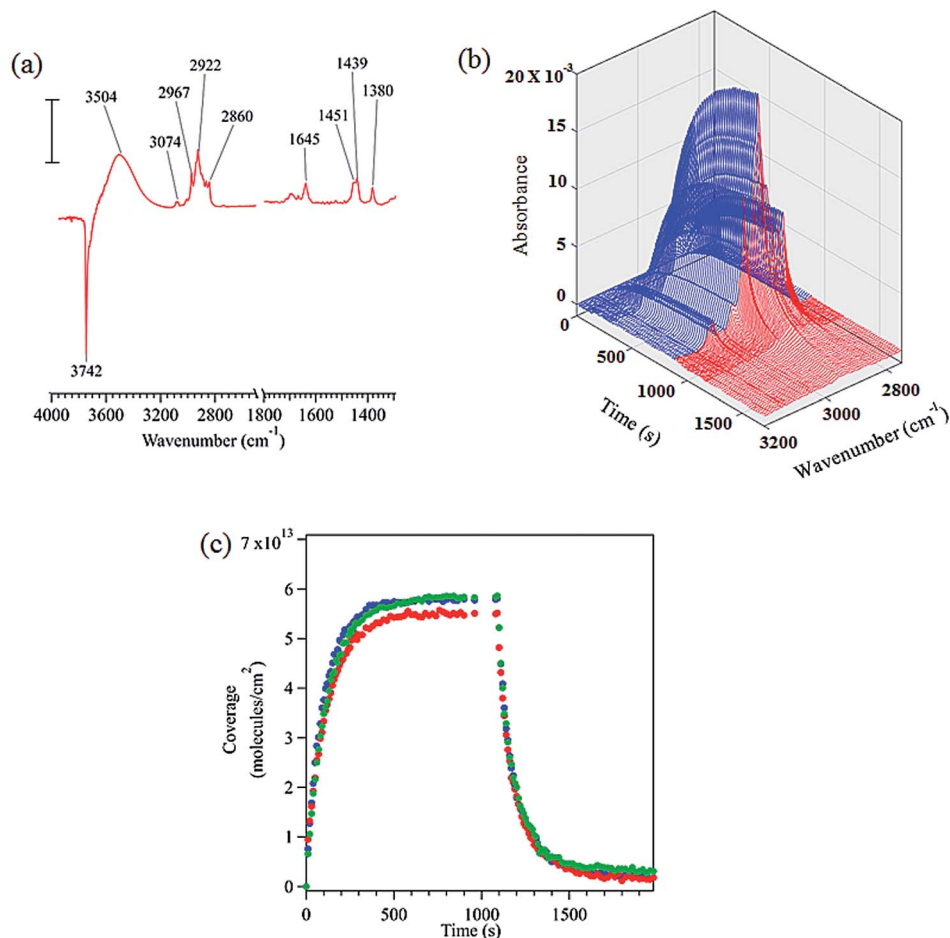 (a)
3504
3074
2967
2922
2860
1645
1451
1439
1380
3742
4000 3600 3200 2800 1800 1600 1400
Wavenumber (cm-1)
(b)
20 X 10-3
15
10
5
0
Absorbance
0
500
1000
1500
Time (s)
3200
3000
2800
Wavenumber (cm-1)
(c)
7 x10 13
6
5
4
3
2
1
0
Coverage
(molecules/cm2)
0 500 1000 1500
Time (s)